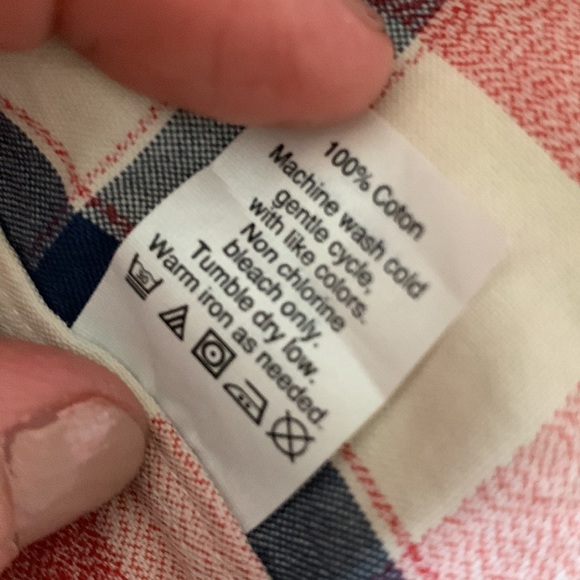 100% Coton
Machine wash cold
gentle cycle,
with like colors.
Non chlorine
bleach only.
Tumble dry low.
Warm iron as needed.
30